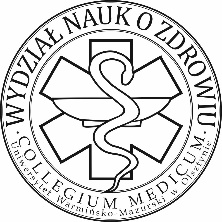 WYDZIAŁ NAUK O ZDROWIU
· COLLEGIUM MEDICUM ·
Uniwersytet Warmińsko Mazurski w Olsztynie